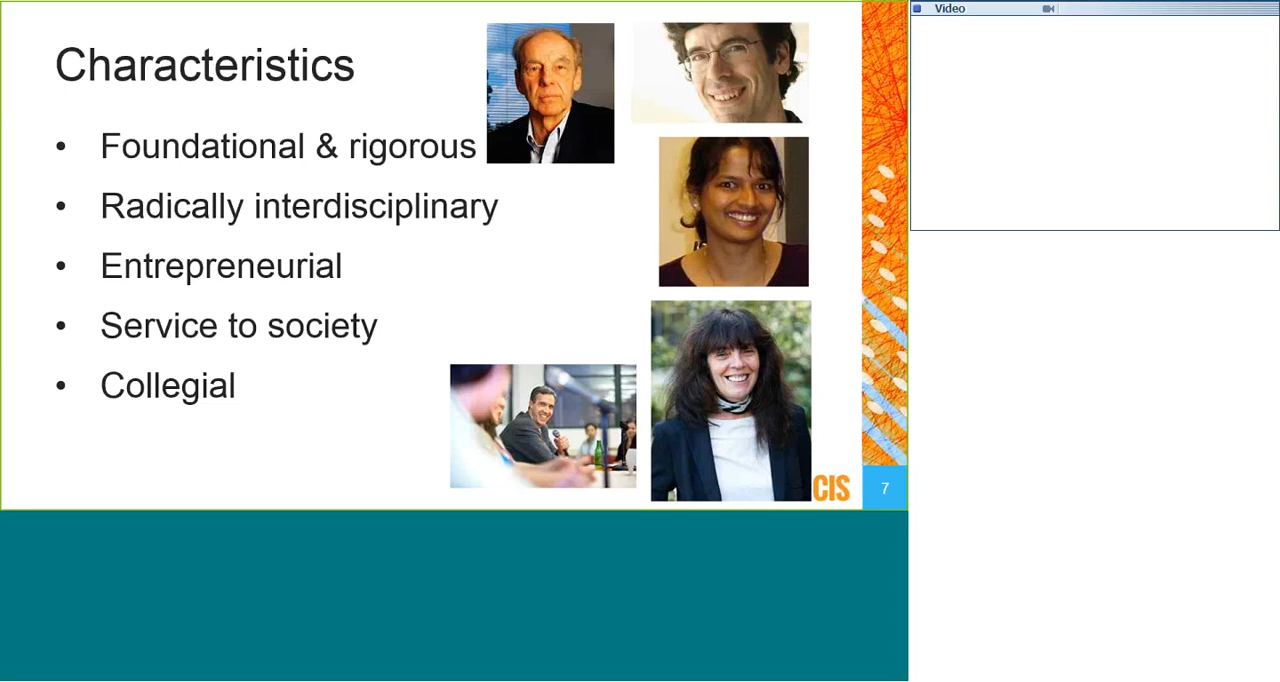 Characteristics
• Foundational & rigorous
• Radically interdisciplinary
• Entrepreneurial
• Service to society
• Collegial
CIS
7
Video